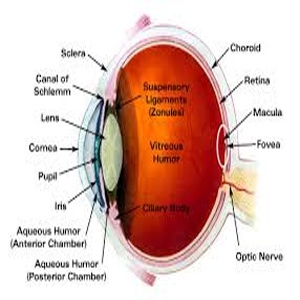 Sclera
Canal of
Schlemm
Lens
Cornea
Pupil
Iris
Aqueous Humor
(Anterior Chamber)
Aqueous Humor
(Posterior Chamber)
Suspensory
Ligaments
(Zonules)
Vitreous
Humor
Ciliary Body
Choroid
Retina
Macula
Fovea
Optic Nerve